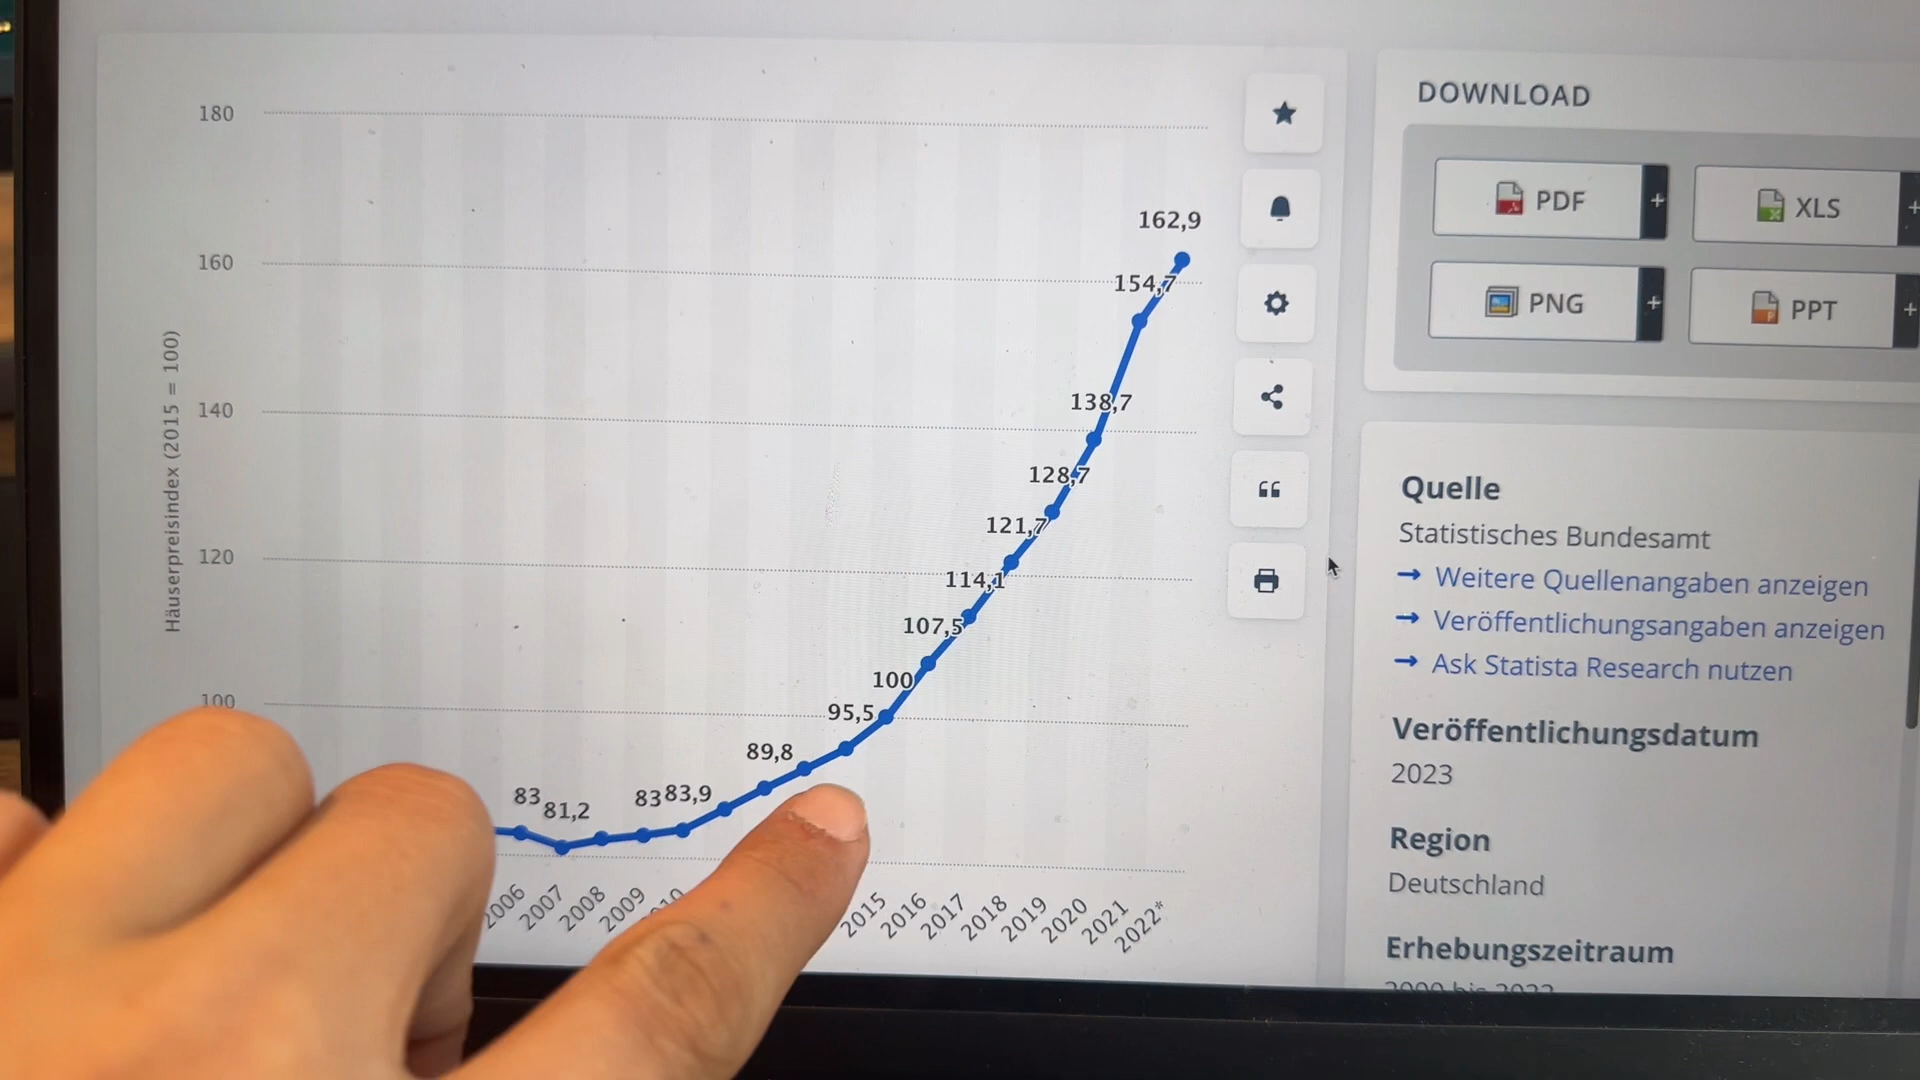 180
160
140
120
100
Häuserpreisindex (2015 = 100)
162,9
154,7
138,7
128,7
121,7
114,1
107,5
100
95,5
89,8
83
81,2
83
83,9
2006
2007
2008
2009
2015
2016
2017
2018
2019
2020
2021
2022*
DOWNLOAD
PDF +
XLS +
PNG +
PPT +
Quelle
Statistisches Bundesamt
→ Weitere Quellenangaben anzeigen
→ Veröffentlichungsangaben anzeigen
→ Ask Statista Research nutzen
Veröffentlichungsdatum
2023
Region
Deutschland
Erhebungszeitraum